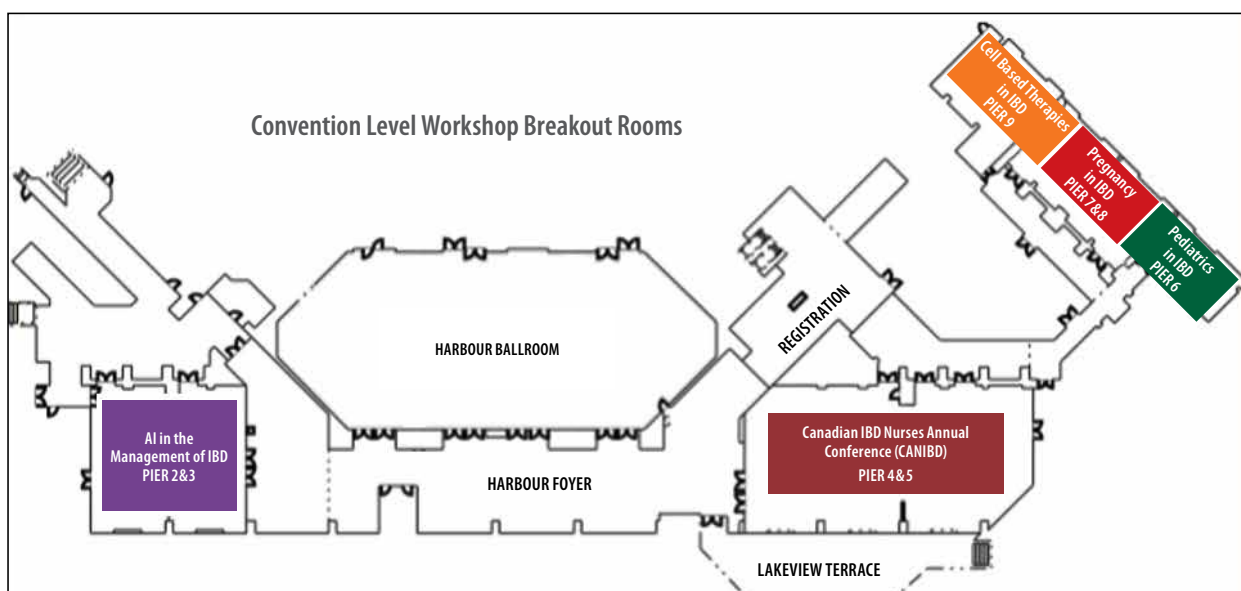 Convention Level Workshop Breakout Rooms
Cell Based Therapies
in IBD
PIER 9
Pregnancy
in IBD
PIER 7&8
Pediatrics
in IBD
PIER 6
REGISTRATION
HARBOUR BALLROOM
AI in the
Management of IBD
PIER 2&3
Canadian IBD Nurses Annual
Conference (CANIBD)
PIER 4&5
HARBOUR FOYER
LAKEVIEW TERRACE